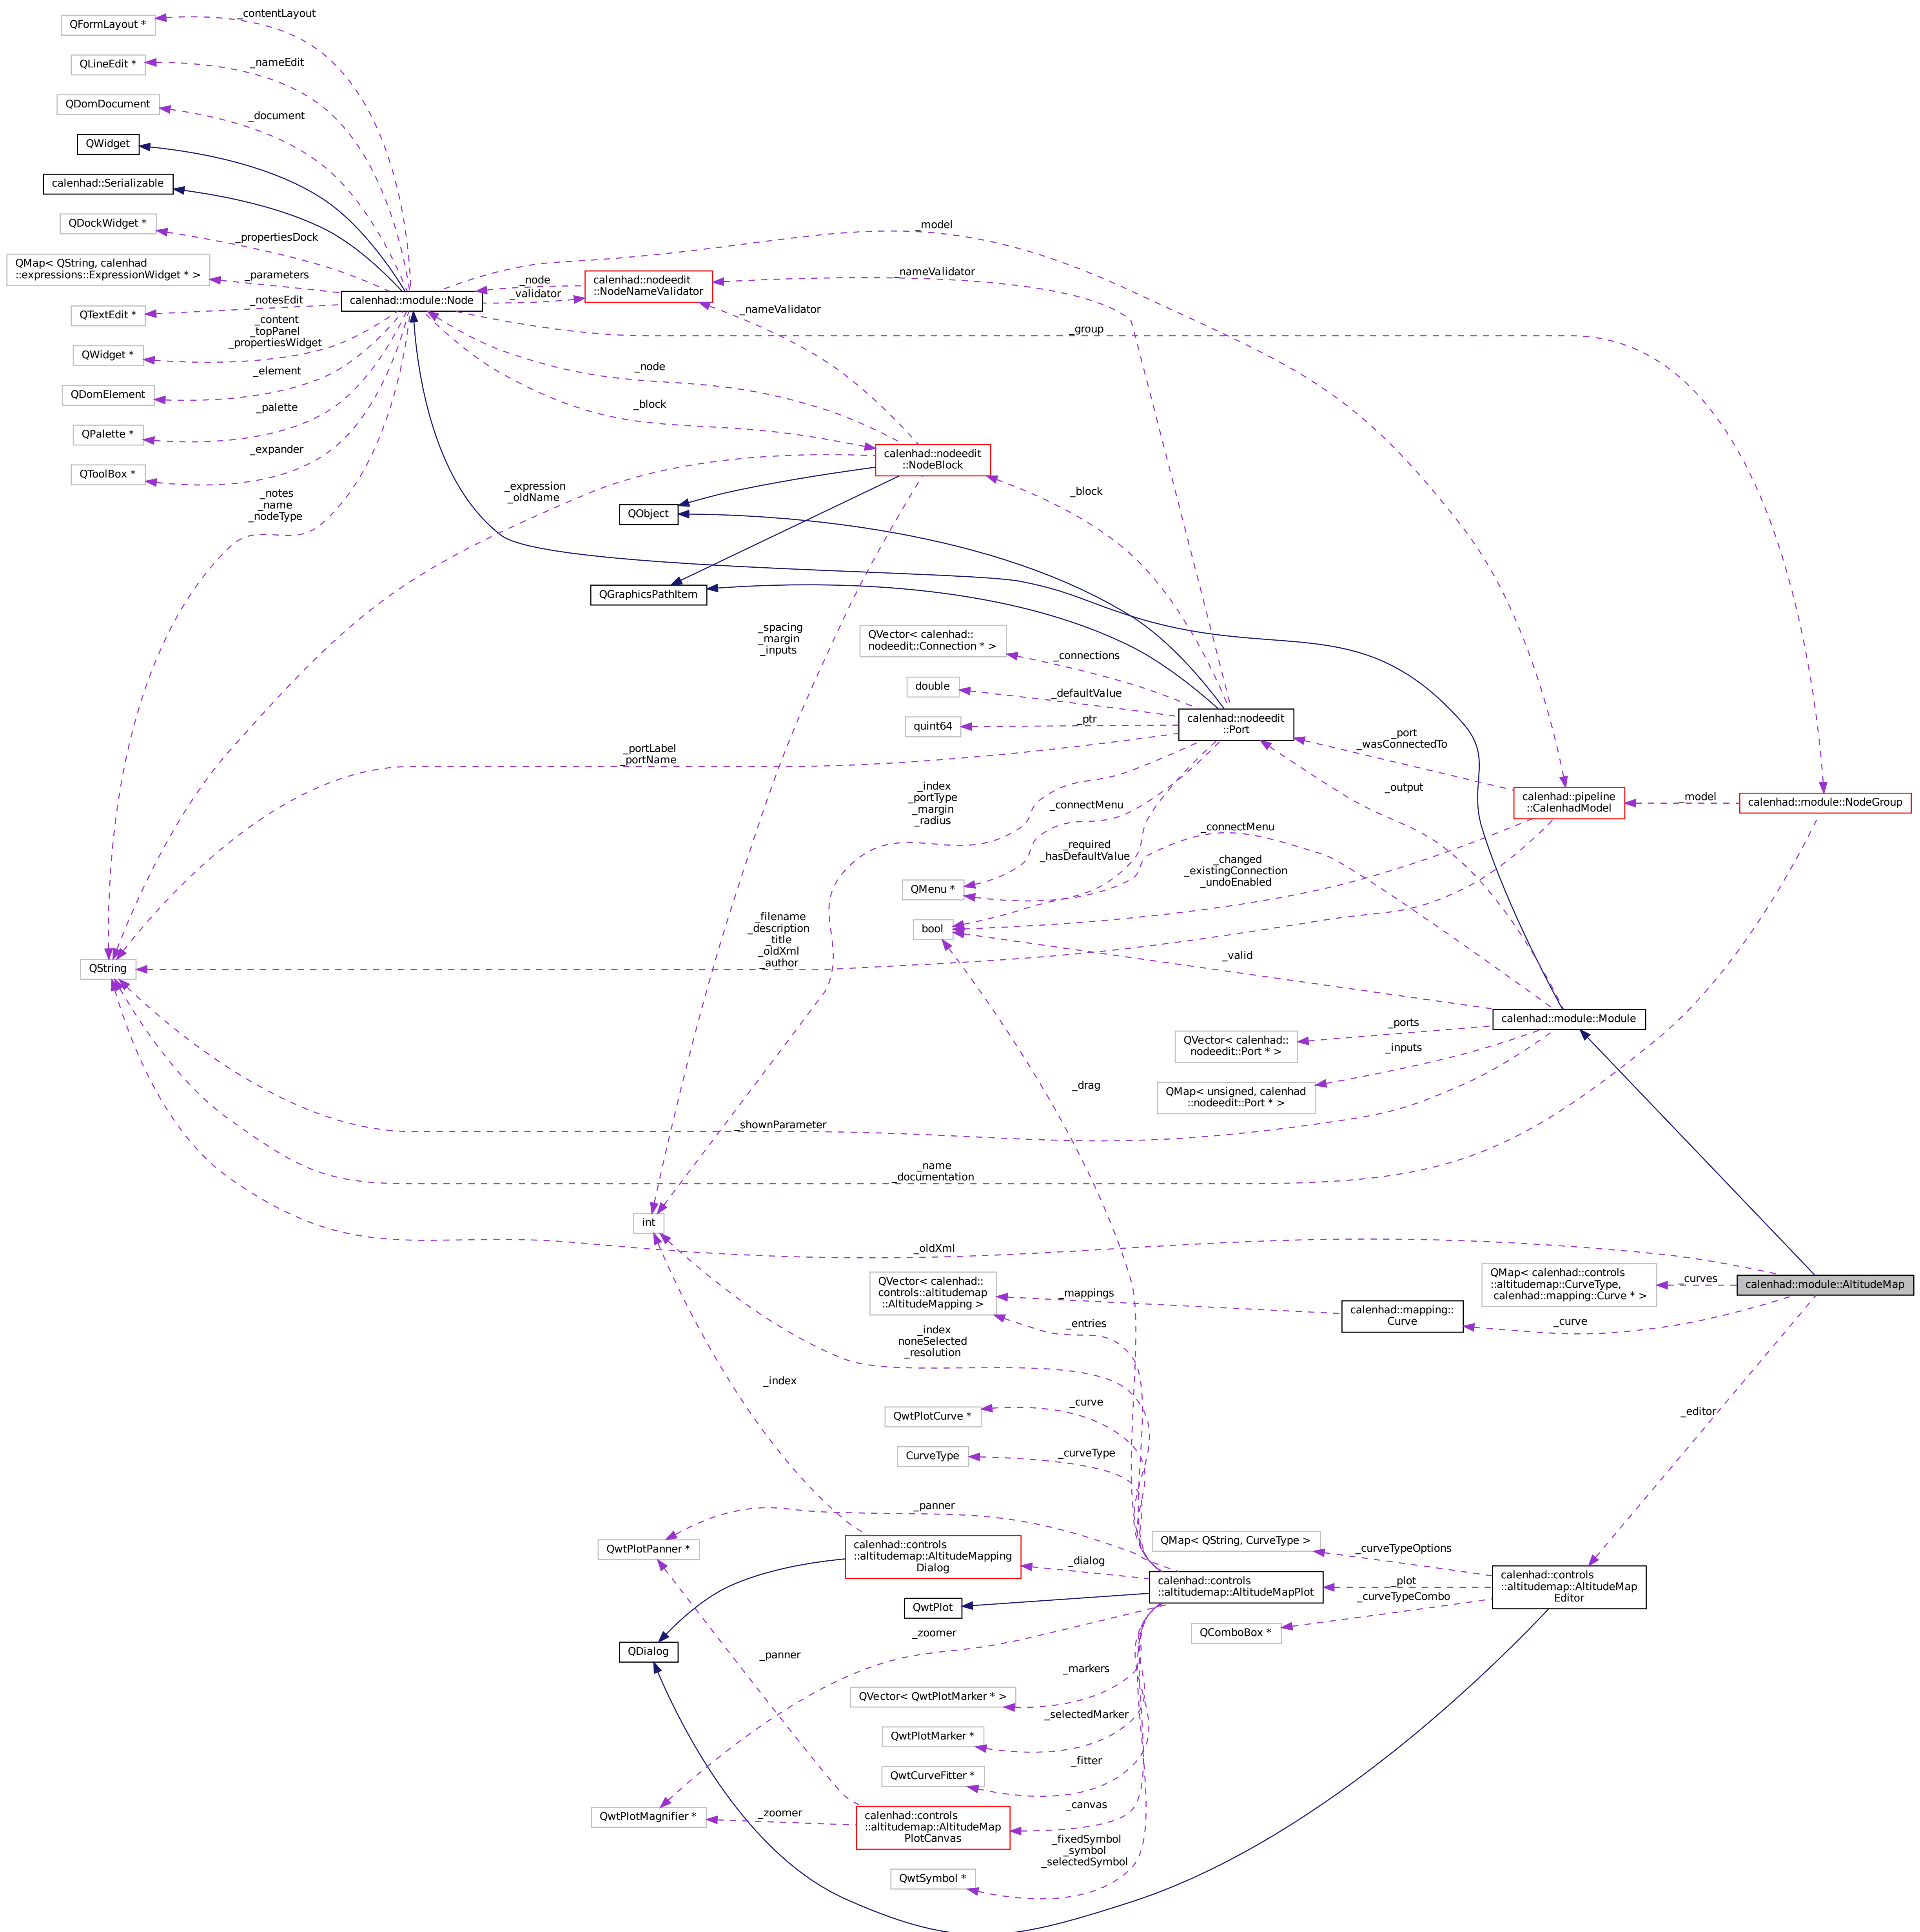 QFormLayout *
_contentLayout
QLineEdit *
_nameEdit
QDomDocument
_document
QWidget
calenhad::Serializable
QDockWidget *
_propertiesDock
_model
QMap< QString, calenhad
::expressions::ExpressionWidget * >
_parameters
_node
_validator
calenhad::nodeedit
::NodeNameValidator
_nameValidator
calenhad::module::Node
QTextEdit *
_notesEdit
_nameValidator
_content
_topPanel
_propertiesWidget
_group
QWidget *
_element
_node
QDomElement
_palette
_block
QPalette *
_expander
calenhad::nodeedit
::NodeBlock
QToolBox *
_notes
_name
_nodeType
_expression
_oldName
_block
QObject
QGraphicsPathItem
_spacing
_margin
_inputs
QVector< calenhad::
nodeedit::Connection * >
_connections
double
_defaultValue
quint64
_ptr
calenhad::nodeedit
::Port
_portLabel
_portName
_port
_wasConnectedTo
_index
_portType
_margin
_radius
_connectMenu
_output
calenhad::pipeline
::CalenhadModel
_model
calenhad::module::NodeGroup
_connectMenu
_required
_hasDefaultValue
_changed
_existingConnection
_undoEnabled
QMenu *
bool
_filename
_description
_title
_oldXml
_author
QString
_valid
calenhad::module::Module
_ports
QVector< calenhad::
nodeedit::Port * >
_inputs
QMap< unsigned, calenhad
::nodeedit::Port * >
_drag
_shownParameter
_name
_documentation
int
_oldXml
QVector< calenhad::
controls::altitudemap
::AltitudeMapping >
_mappings
_entries
calenhad::mapping::
Curve
QMap< calenhad::controls
::altitudemap::CurveType,
calenhad::mapping::Curve * >
_curves
_curve
calenhad::module::AltitudeMap
_index
noneSelected
_resolution
_index
QwtPlotCurve *
_curve
_editor
CurveType
_curveType
_panner
QwtPlotPanner *
calenhad::controls
::altitudemap::AltitudeMapping
Dialog
_dialog
QMap< QString, CurveType >
_curveTypeOptions
calenhad::controls
::altitudemap::AltitudeMapPlot
_plot
_curveTypeCombo
calenhad::controls
::altitudemap::AltitudeMap
Editor
QwtPlot
QComboBox *
_zoomer
QDialog
_panner
_markers
QVector< QwtPlotMarker * >
_selectedMarker
QwtPlotMarker *
_fitter
QwtCurveFitter *
_canvas
QwtPlotMagnifier *
_zoomer
calenhad::controls
::altitudemap::AltitudeMap
PlotCanvas
_fixedSymbol
_symbol
_selectedSymbol
QwtSymbol *